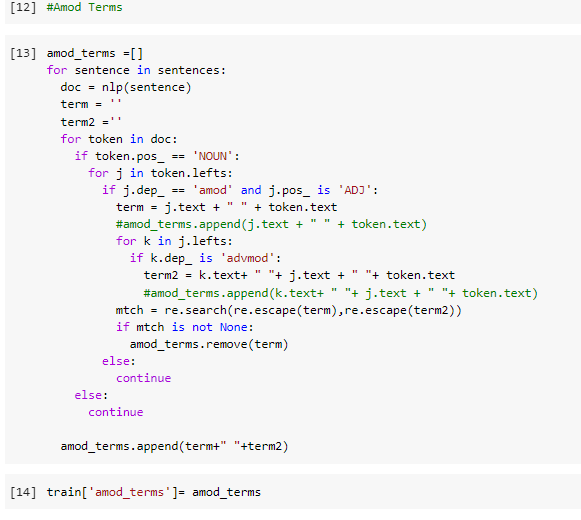 [12] #Amod Terms
[13] amod_terms =[]
for sentence in sentences:
  doc = nlp(sentence)
  term = ''
  term2 =''
  for token in doc:
    if token.pos_ == 'NOUN':
      for j in token.lefts:
        if j.dep_ == 'amod' and j.pos_ is 'ADJ':
          term = j.text + " " + token.text
          #amod_terms.append(j.text + " " + token.text)
          for k in j.lefts:
            if k.dep_ is 'advmod':
              term2 = k.text+ " "+ j.text + " "+ token.text
              #amod_terms.append(k.text+ " "+ j.text + " "+ token.text)
          mtch = re.search(re.escape(term),re.escape(term2))
          if mtch is not None:
            amod_terms.remove(term)
        else:
          continue
    else:
      continue
  amod_terms.append(term+" "+term2)
[14] train['amod_terms']= amod_terms